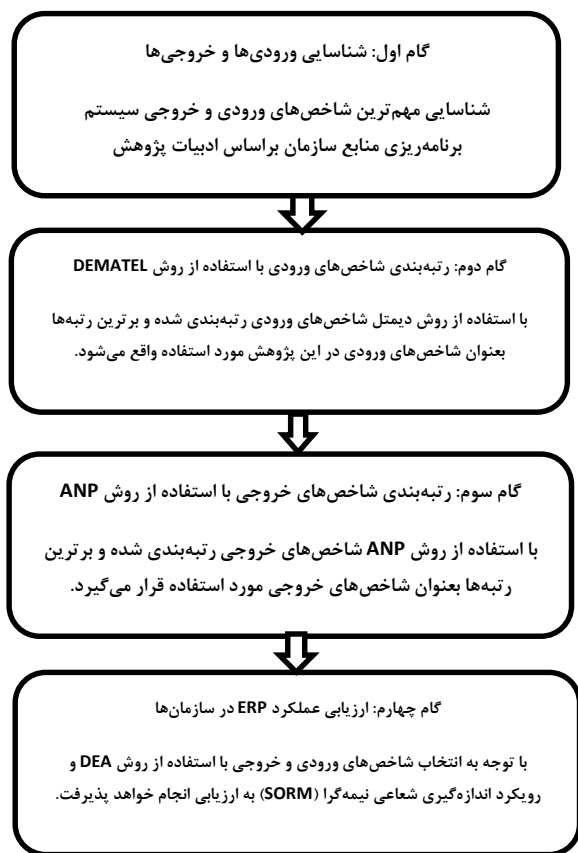 گام اول: شناسایی ورودی‌ها و خروجی‌ها
شناسایی مهم‌ترین شاخص‌های ورودی و خروجی سیستم
برنامه‌ریزی منابع سازمان براساس ادبیات پژوهش
گام دوم: رتبه‌بندی شاخص‌های ورودی با استفاده از روش DEMATEL
با استفاده از روش دیمتل شاخص‌های ورودی رتبه‌بندی شده و برترین رتبه‌ها
بعنوان شاخص‌های ورودی در این پژوهش مورد استفاده واقع می‌شود.
گام سوم: رتبه‌بندی شاخص‌های خروجی با استفاده از روش ANP
با استفاده از روش ANP شاخص‌های خروجی رتبه‌بندی شده و برترین
رتبه‌ها بعنوان شاخص‌های خروجی مورد استفاده قرار می‌گیرد.
گام چهارم: ارزیابی عملکرد ERP در سازمان‌ها
با توجه به انتخاب شاخص‌های ورودی و خروجی با استفاده از روش DEA و
رویکرد اندازه‌گیری شعاعی نیمه‌گرا (SORM) به ارزیابی انجام خواهد پذیرفت.